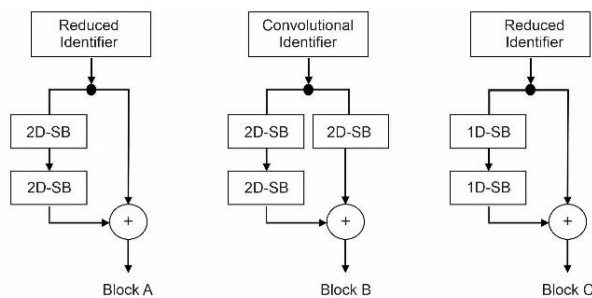 Reduced
Identifier
2D-SB
2D-SB
+
Block A
Convolutional
Identifier
2D-SB
2D-SB
2D-SB
+
Block B
Reduced
Identifier
1D-SB
1D-SB
+
Block C